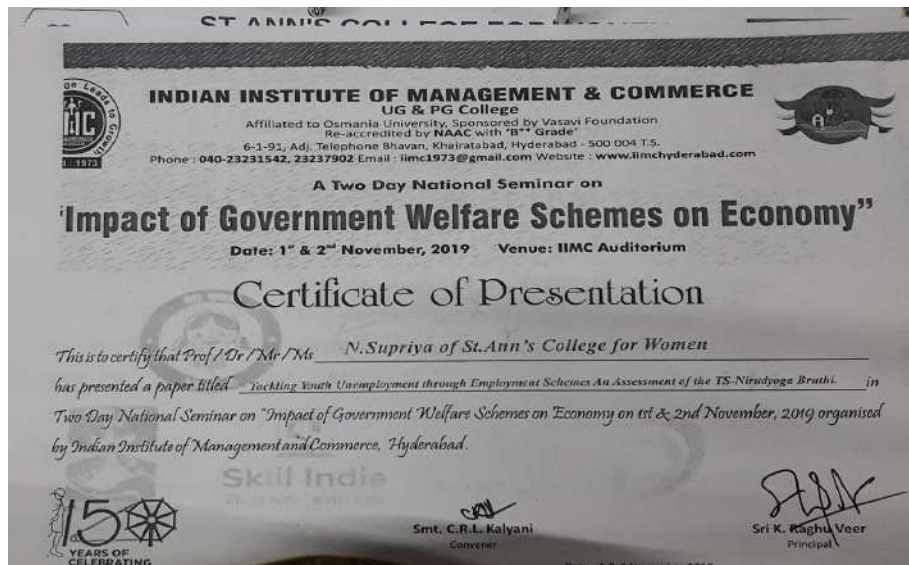 ST ANN'S COLLEGE FOR WOMEN
INDIAN INSTITUTE OF MANAGEMENT & COMMERCE
UG & PG College
Affiliated to Osmania University, Sponsored by Vasavi Foundation
Re-accredited by NAAC with 'B++ Grade'
6-1-91, Adj. Telephone Bhavan, Khairatabad, Hyderabad - 500 004 T.S.
Phone : 040-23231542, 23237902 Email : iimc1973@gmail.com Website : www.iimchyderabad.com
A Two Day National Seminar on
"Impact of Government Welfare Schemes on Economy"
Date: 1st & 2nd November, 2019 Venue: IIMC Auditorium
Certificate of Presentation
This is to certify that Prof / Dr / Mr / Ms N.Supriya of St.Ann's College for Women
has presented a paper titled Tackling Youth Unemployment through Employment Schemes An Assessment of the TS-Nirudyoga Bruthi. in
Two Day National Seminar on "Impact of Government Welfare Schemes on Economy on 1st & 2nd November, 2019 organised
by Indian Institute of Management and Commerce, Hyderabad.
Skill India
150
YEARS OF
CELEBRATING
Smt. C.R.L. Kalyani
Convener
Sri K. Raghu Veer
Principal